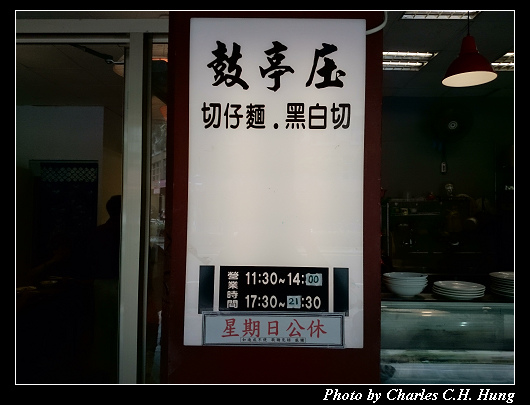 鼓亭庄
切仔麵.黑白切
營業時間
11:30~14:00
17:30~21:30
星期日公休
Photo by Charles C.H. Hung